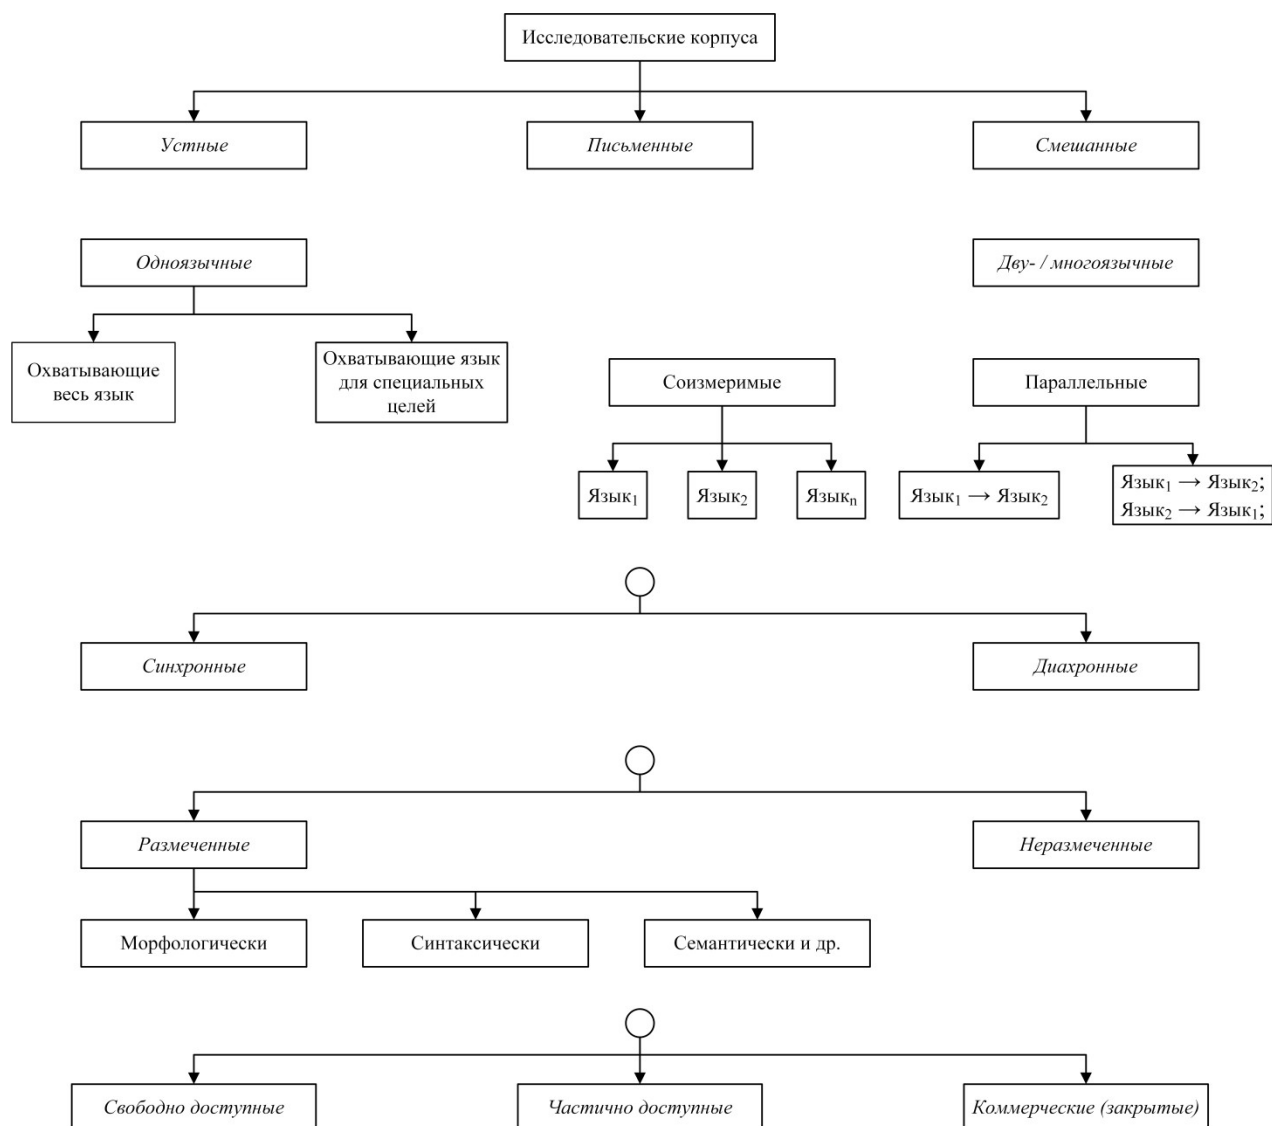 Исследовательские корпуса
Устные
Письменные
Смешанные
Одноязычные
Дву- / многоязычные
Охватывающие
весь язык
Охватывающие язык
для специальных
целей
Соизмеримые
Параллельные
Язык₁
Язык₂
Языкₙ
Язык₁ → Язык₂
Язык₁ → Язык₂;
Язык₂ → Язык₁;
Синхронные
Диахронные
Размеченные
Неразмеченные
Морфологически
Синтаксически
Семантически и др.
Свободно доступные
Частично доступные
Коммерческие (закрытые)